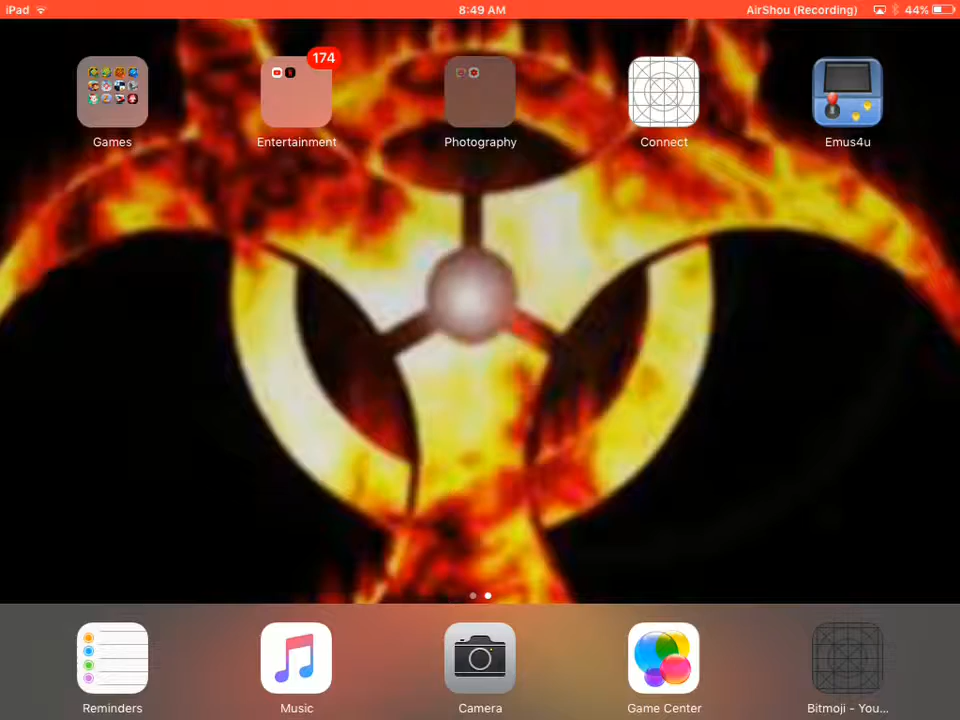 iPad 8:49 AM AirShou (Recording) 44%
174
Games Entertainment Photography Connect Emus4u
Reminders Music Camera Game Center Bitmoji - You...